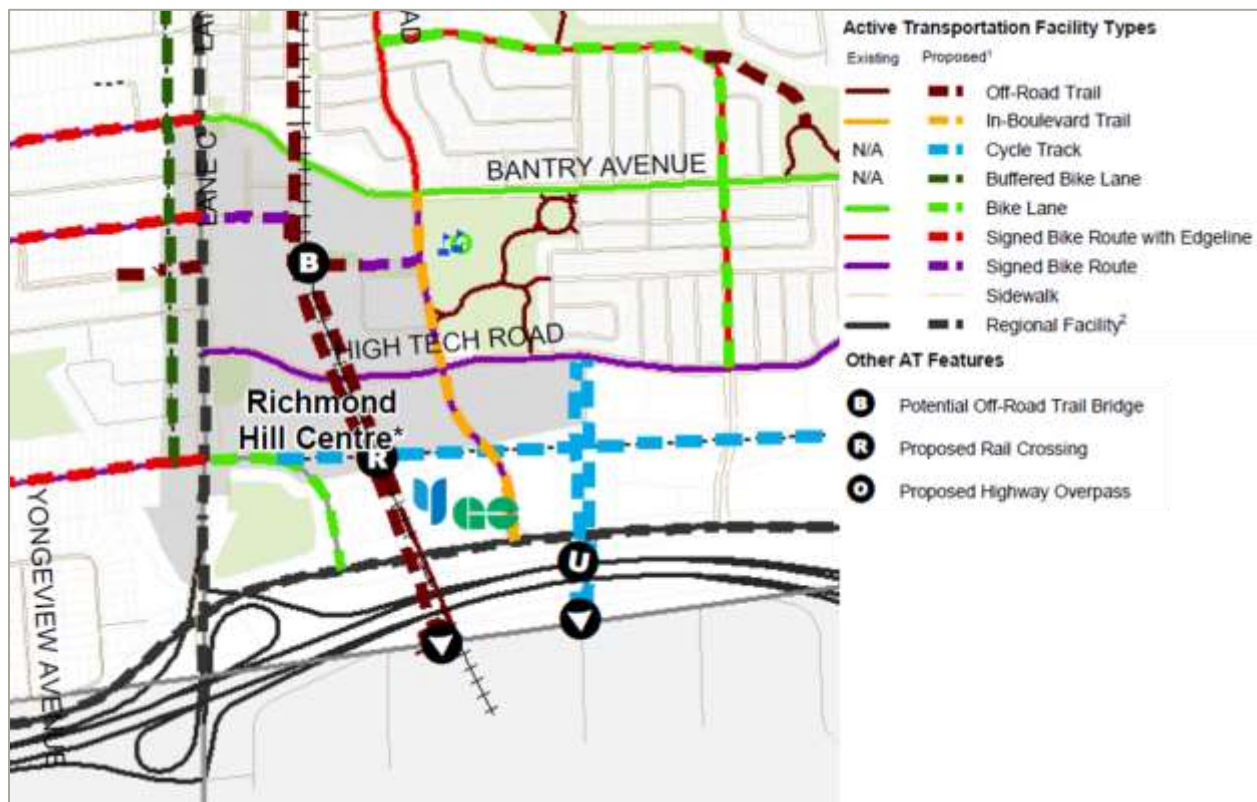 LANE C
BANTRY AVENUE
B
HIGH TECH ROAD
Richmond
Hill Centre*
R
GO
YONGEVIEW AVENUE
U
Active Transportation Facility Types
Existing Proposed¹
Off-Road Trail
In-Boulevard Trail
N/A Cycle Track
N/A Buffered Bike Lane
Bike Lane
Signed Bike Route with Edgeline
Signed Bike Route
Sidewalk
Regional Facility²
Other AT Features
B Potential Off-Road Trail Bridge
R Proposed Rail Crossing
O Proposed Highway Overpass